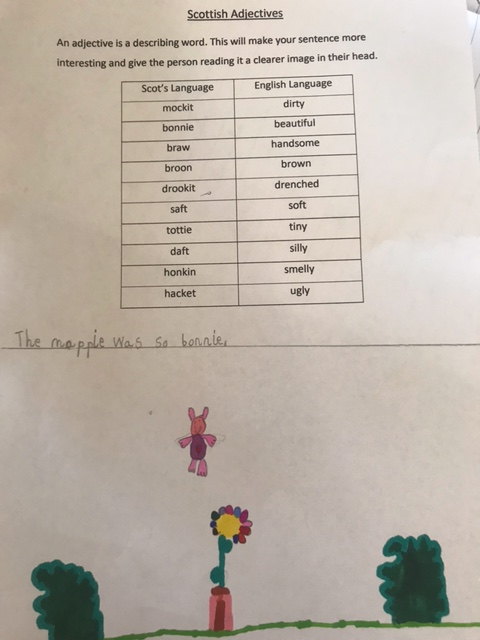 Scottish Adjectives
An adjective is a describing word. This will make your sentence more
interesting and give the person reading it a clearer image in their head.
Scot's Language English Language
mockit dirty
bonnie beautiful
braw handsome
broon brown
drookit drenched
saft soft
tottie tiny
daft silly
honkin smelly
hacket ugly
The mappie was so bonnie.